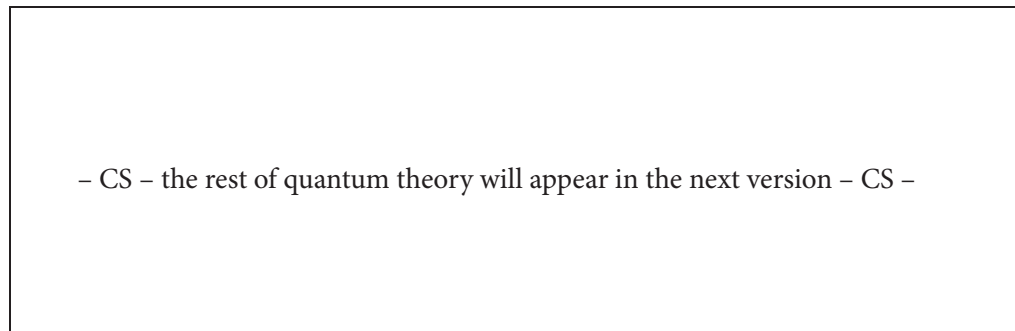 – CS – the rest of quantum theory will appear in the next version – CS –